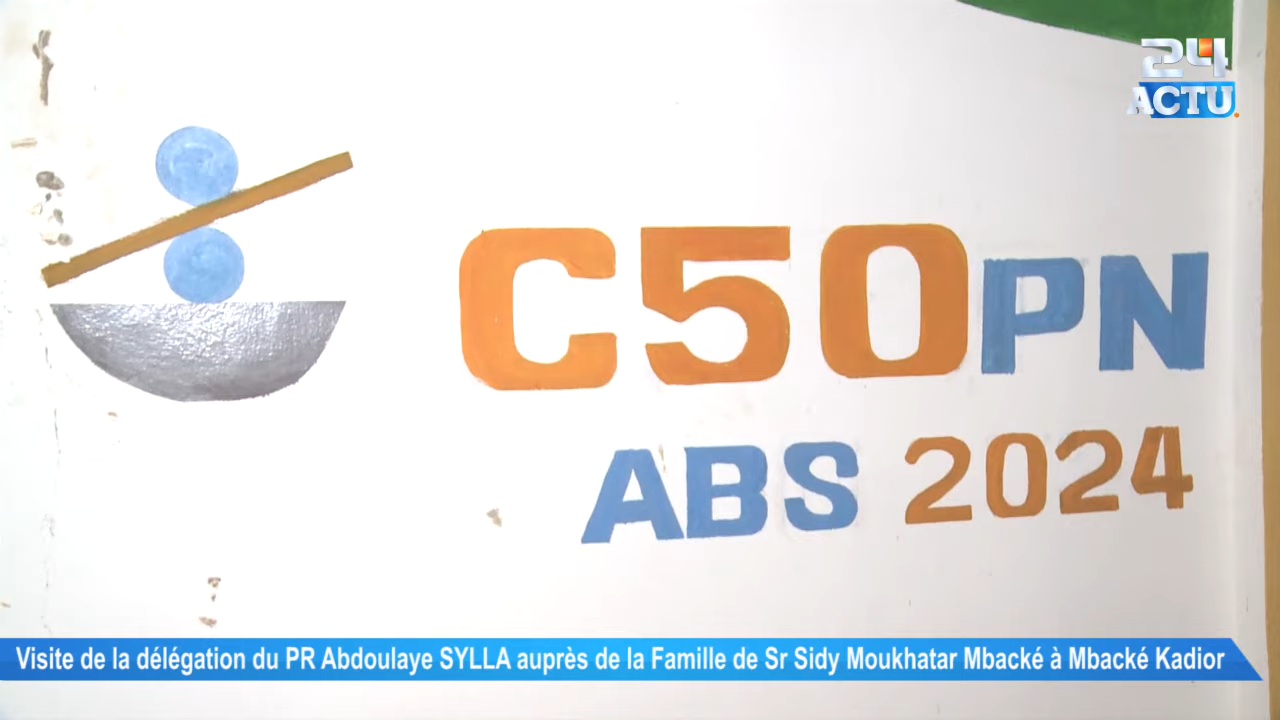 24
ACTU
C50PN
ABS 2024
Visite de la délégation du PR Abdoulaye SYLLA auprès de la Famille de Sr Sidy Moukhatar Mbacké à Mbacké Kadior